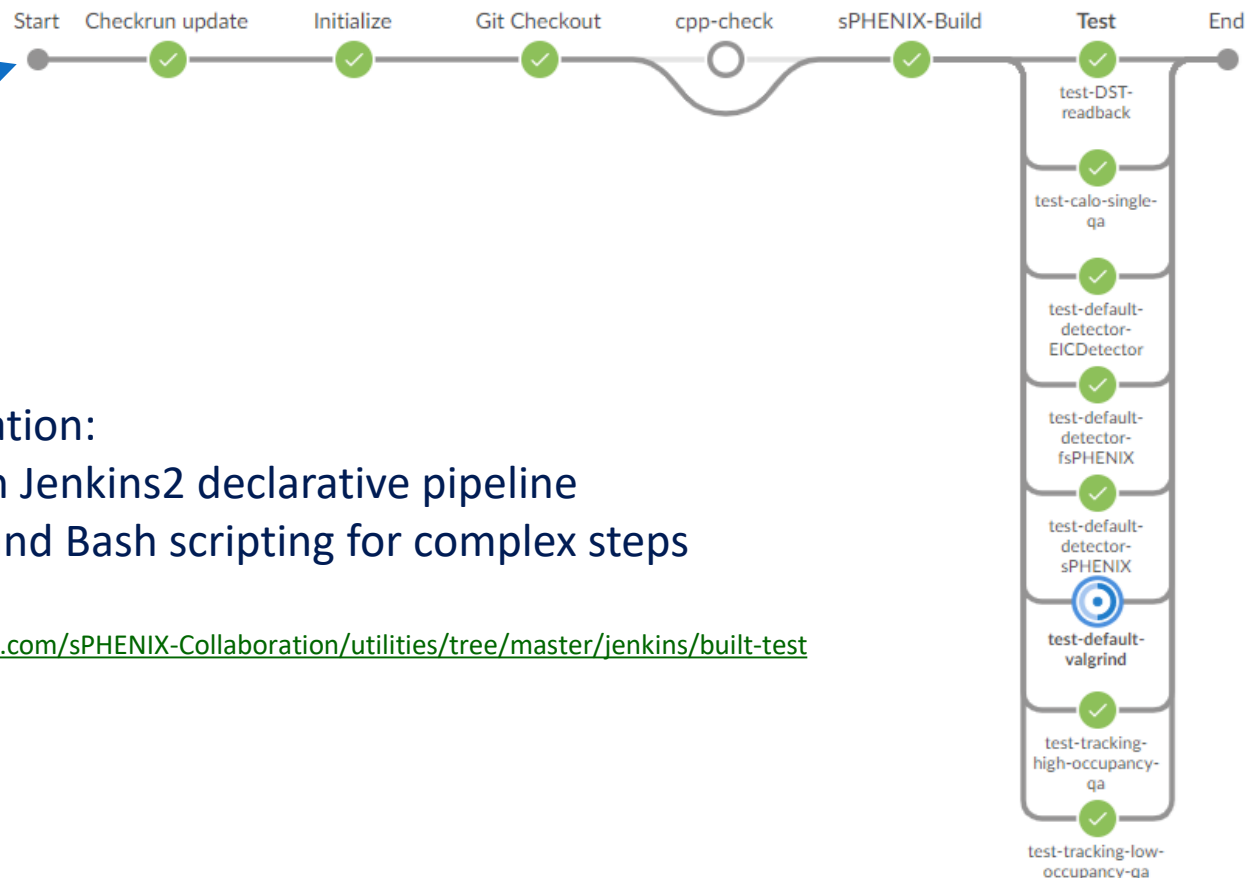 Start Checkrun update Initialize Git Checkout cpp-check sPHENIX-Build Test End
test-DST-
readback
test-calo-single-
qa
test-default-
detector-
EICDetector
test-default-
detector-
fsPHENIX
test-default-
detector-
sPHENIX
test-default-
valgrind
test-tracking-
high-occupancy-
qa
test-tracking-low-
occupancy-qa
ation:
n Jenkins2 declarative pipeline
nd Bash scripting for complex steps
.com/sPHENIX-Collaboration/utilities/tree/master/jenkins/built-test